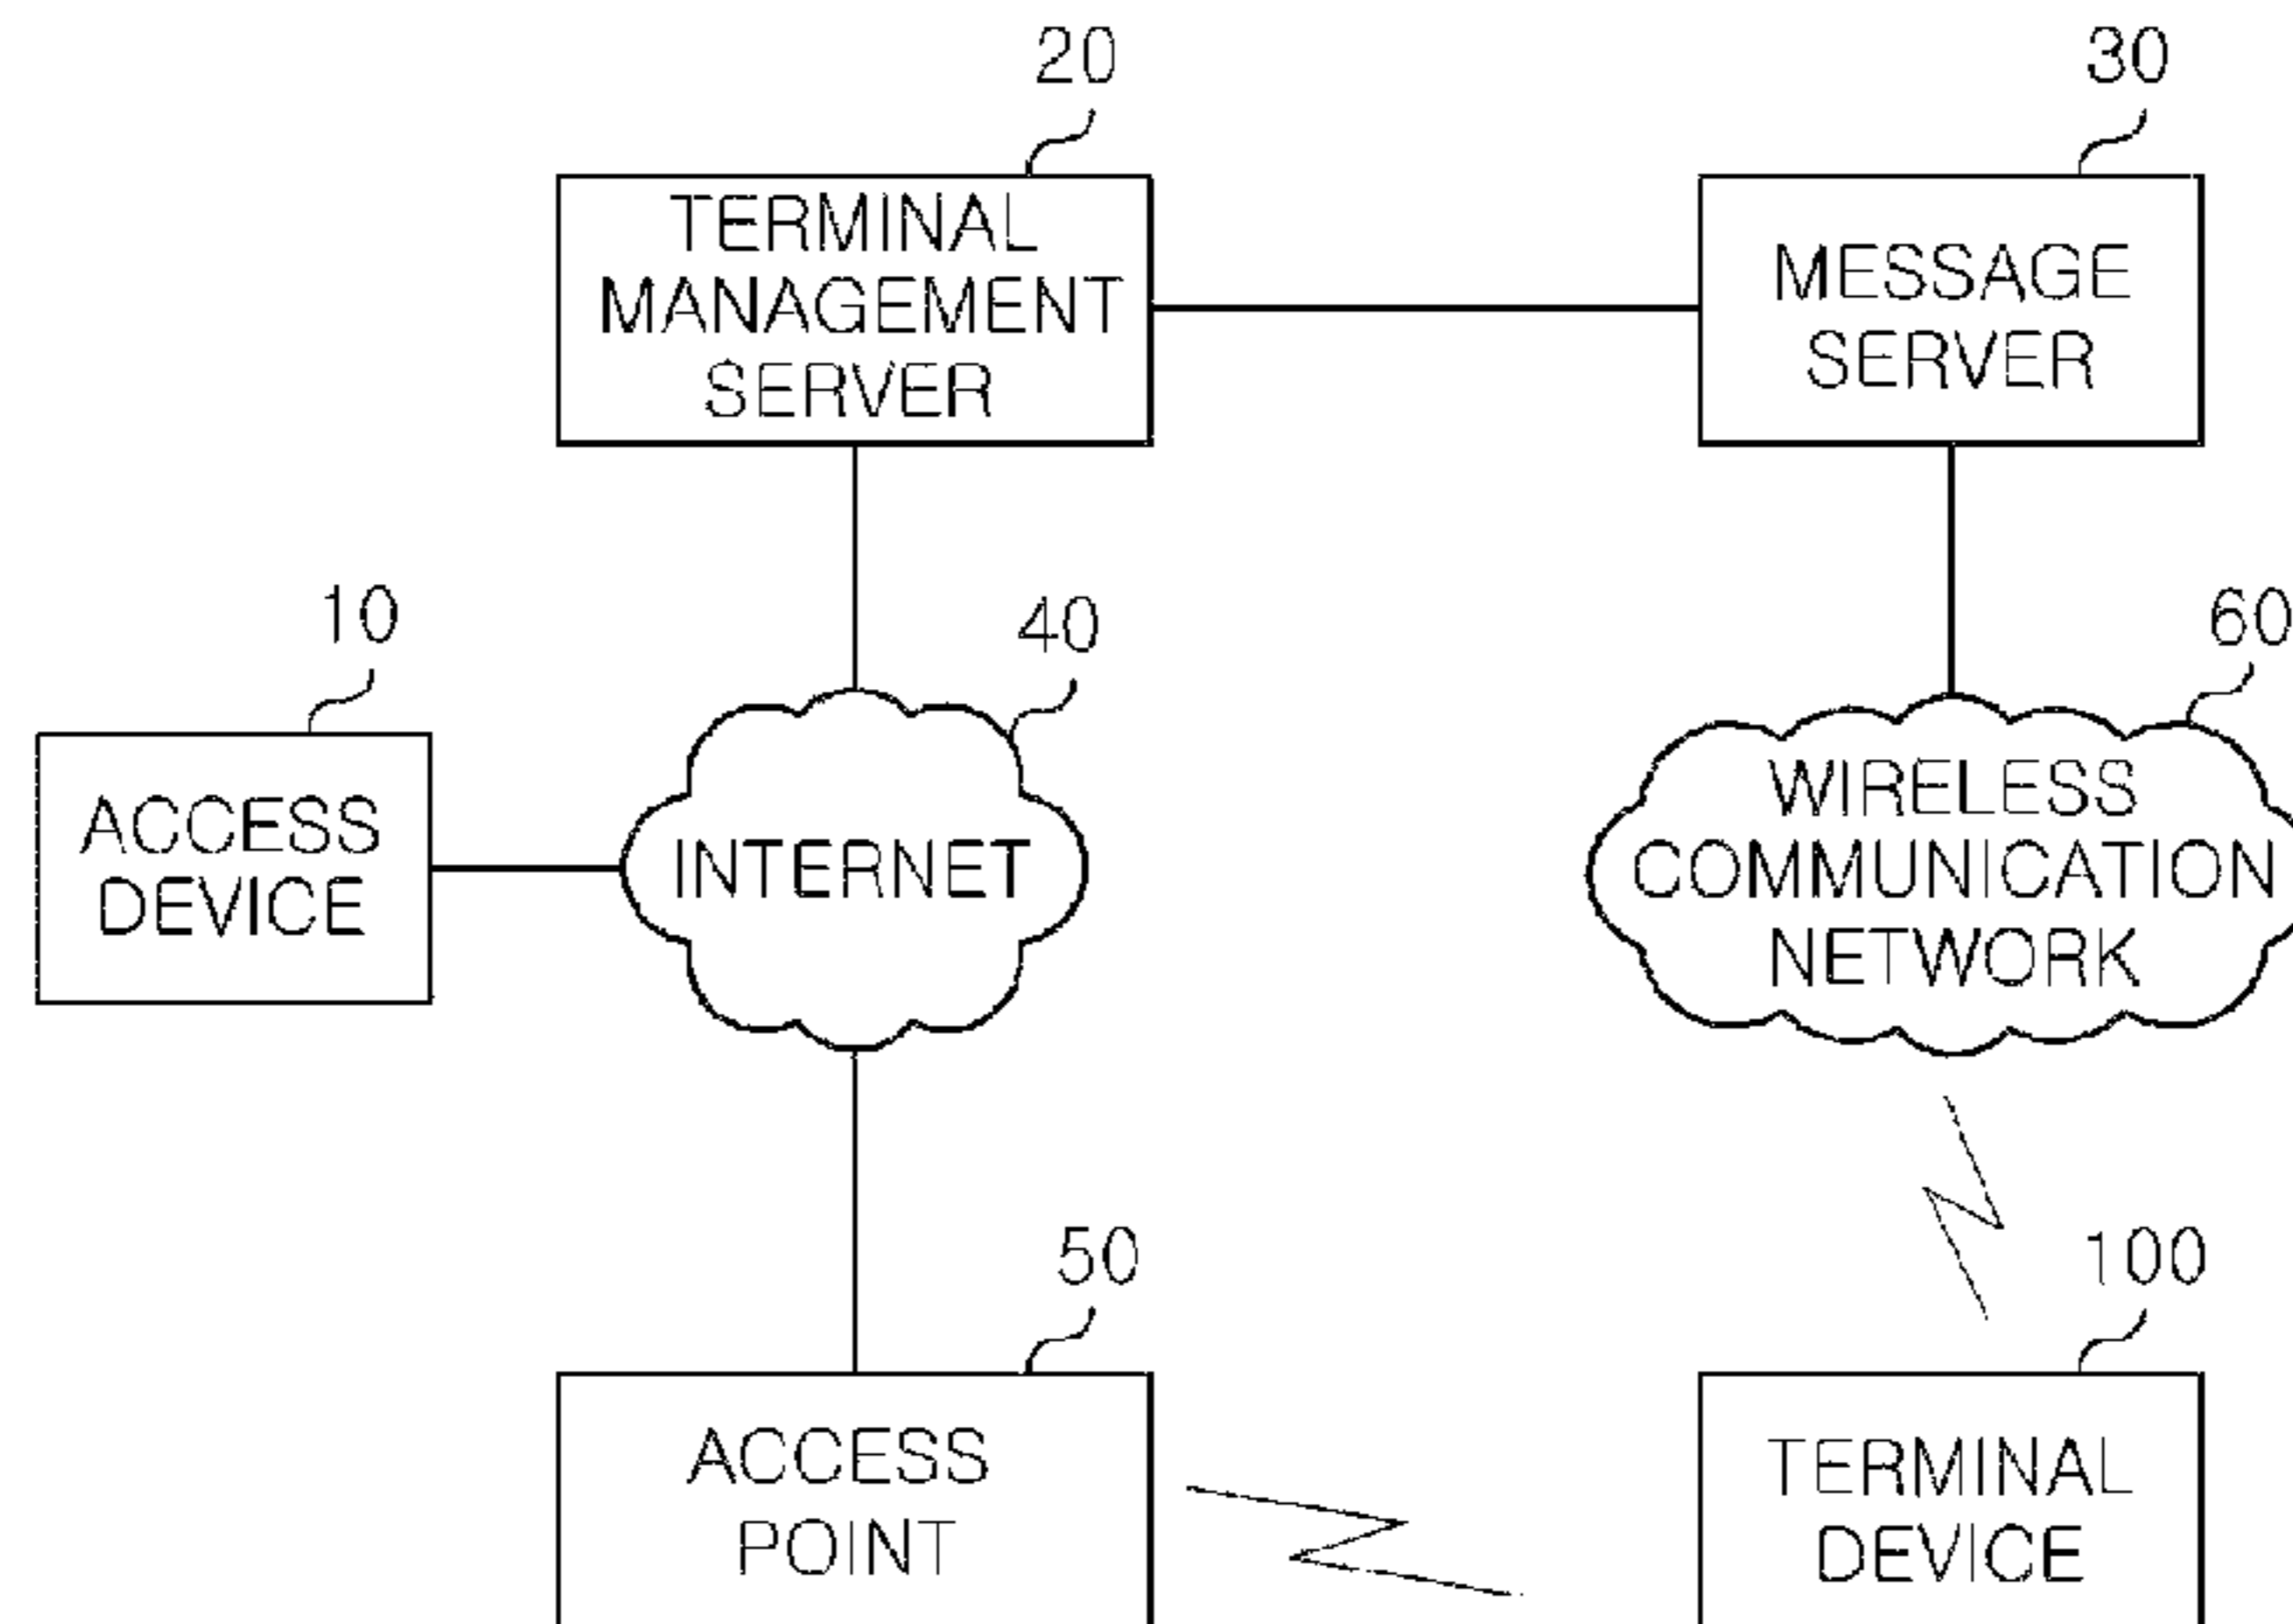 20
30
TERMINAL
MANAGEMENT
SERVER
MESSAGE
SERVER
10
40
60
ACCESS
DEVICE
INTERNET
WIRELESS
COMMUNICATION
NETWORK
50
100
ACCESS
POINT
TERMINAL
DEVICE